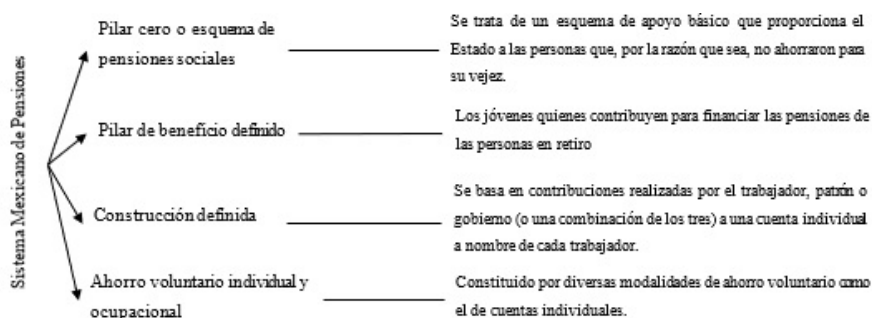 Sistema Mexicano de Pensiones
Pilar cero o esquema de
pensiones sociales
Se trata de un esquema de apoyo básico que proporciona el
Estado a las personas que, por la razón que sea, no ahorraron para
su vejez.
Pilar de beneficio definido
Los jóvenes quienes contribuyen para financiar las pensiones de
las personas en retiro
Construcción definida
Se basa en contribuciones realizadas por el trabajador, patrón o
gobierno (o una combinación de los tres) a una cuenta individual
a nombre de cada trabajador.
Ahorro voluntario individual y
ocupacional
Constituido por diversas modalidades de ahorro voluntario como
el de cuentas individuales.